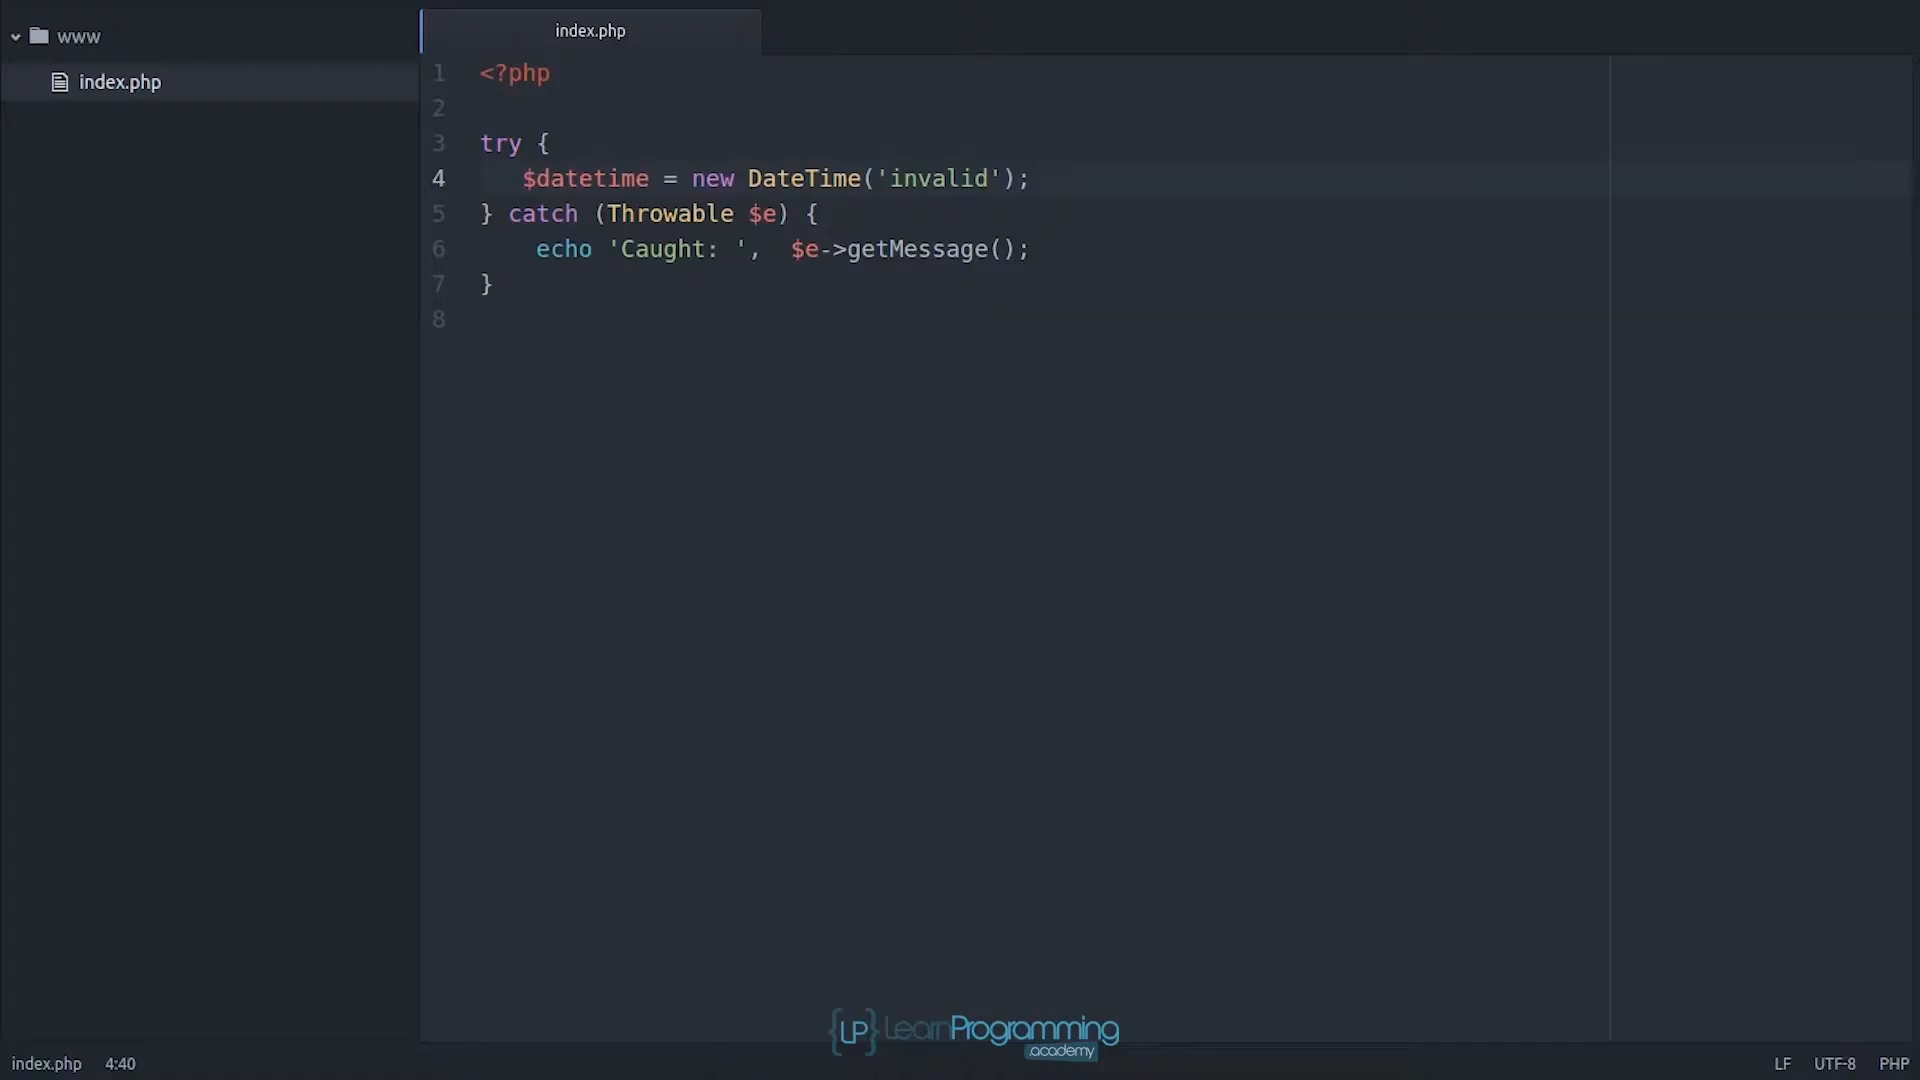 www
index.php
index.php
1 <?php
2
3 try {
4    $datetime = new DateTime('invalid');
5 } catch (Throwable $e) {
6     echo 'Caught: ',  $e->getMessage();
7 }
8
{LP} LearnProgramming
.academy
index.php 4:40 LF UTF-8 PHP